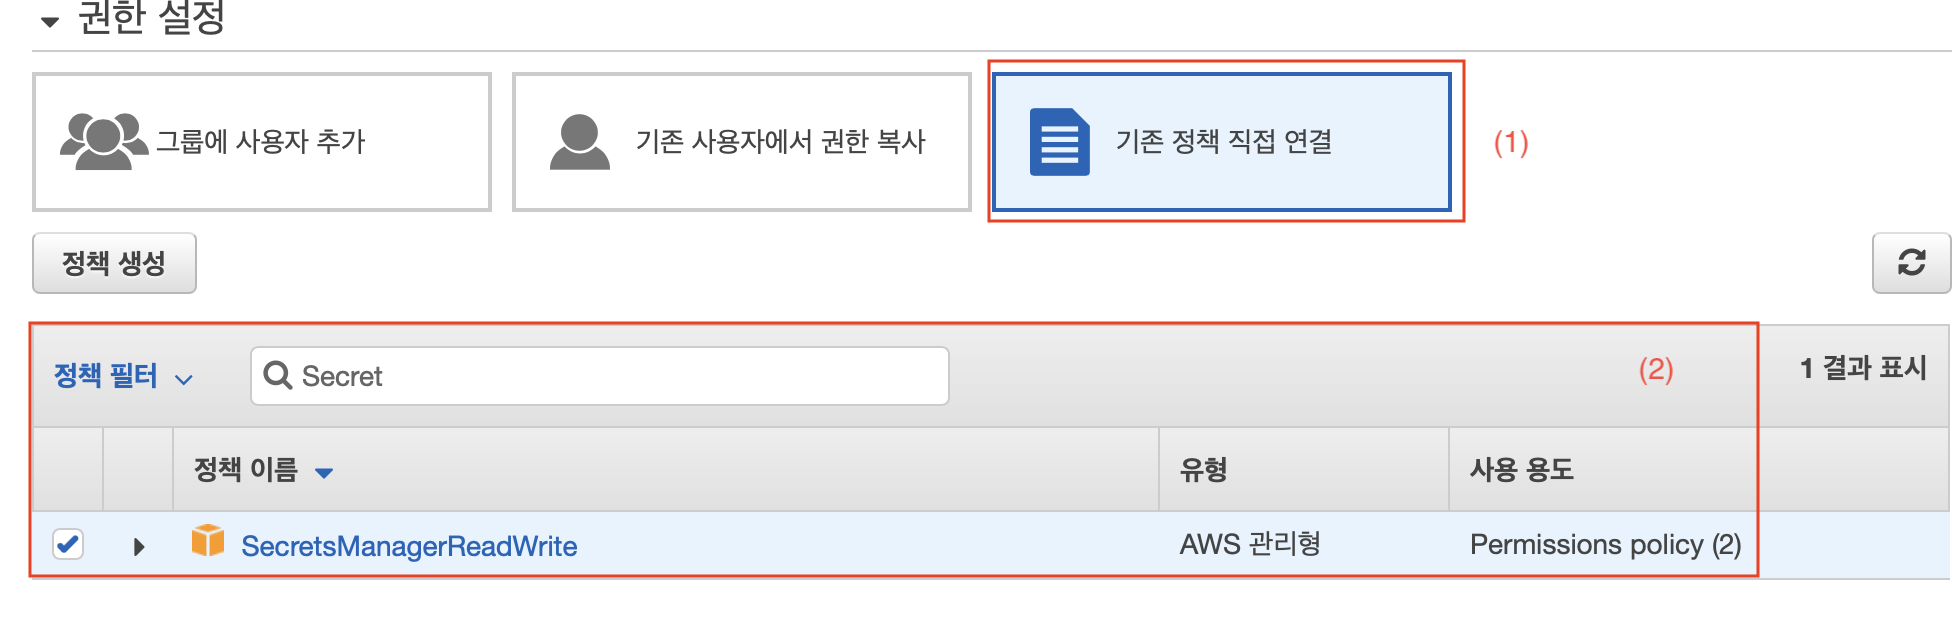 권한 설정
그룹에 사용자 추가
기존 사용자에서 권한 복사
기존 정책 직접 연결
(1)
정책 생성
정책 필터
Secret
(2)
1 결과 표시
정책 이름 유형 사용 용도
SecretsManagerReadWrite AWS 관리형 Permissions policy (2)